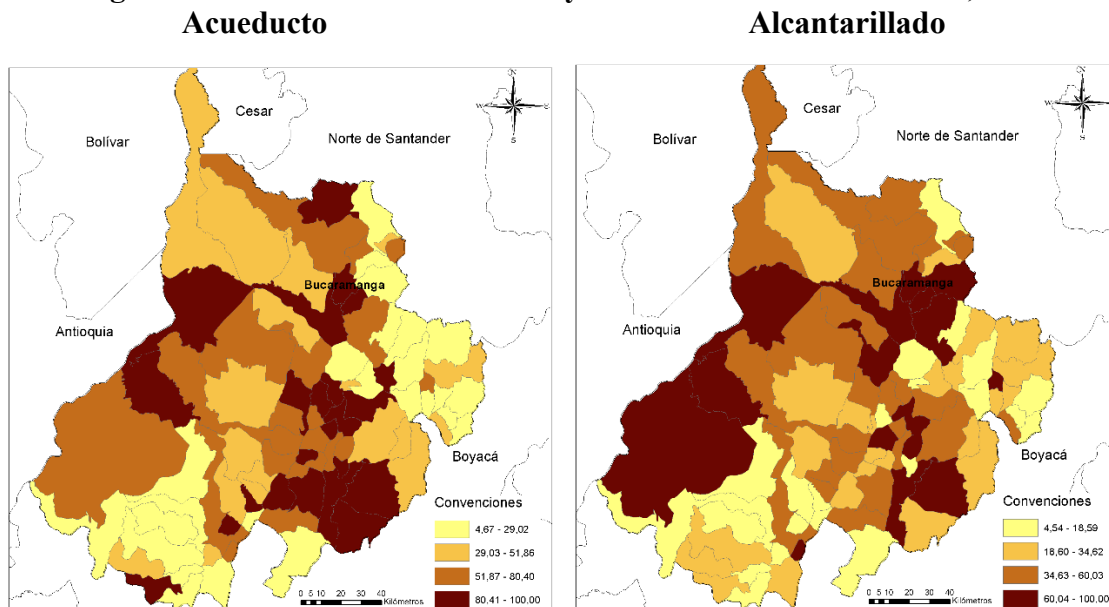 Acueducto
Alcantarillado
N
W
E
S
Cesar
Bolívar
Norte de Santander
Bucaramanga
Antioquia
Boyacá
Convenciones
4,67 - 29,02
29,03 - 51,86
51,87 - 80,40
80,41 - 100,00
0 5 10 20 30 40
Kilómetros
N
W
E
S
Cesar
Bolívar
Norte de Santander
Bucaramanga
Antioquia
Boyacá
Convenciones
4,54 - 18,59
18,60 - 34,62
34,63 - 60,03
60,04 - 100,00
0 5 10 20 30 40
Kilómetros